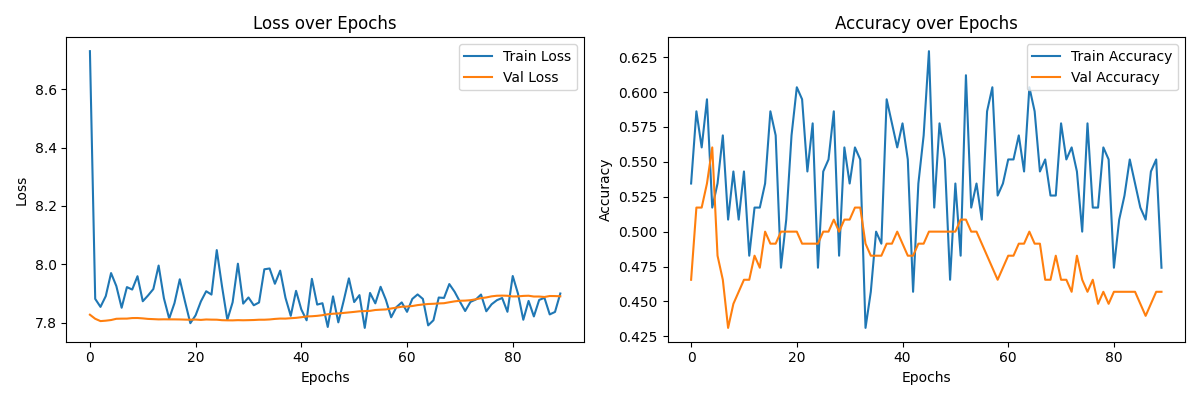 Loss over Epochs
Train Loss
Val Loss
8.6
8.4
8.2
8.0
7.8
Loss
0
20
40
60
80
Epochs
Accuracy over Epochs
Train Accuracy
Val Accuracy
0.625
0.600
0.575
0.550
0.525
0.500
0.475
0.450
0.425
Accuracy
0
20
40
60
80
Epochs